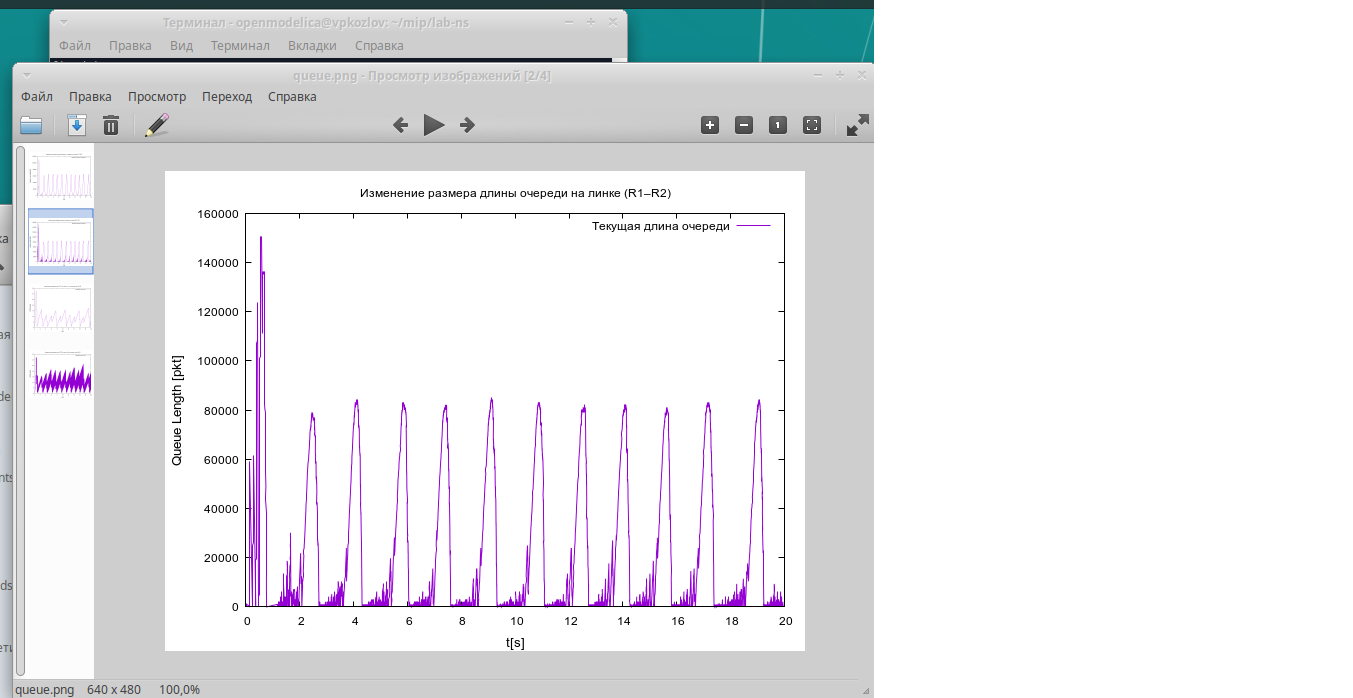 Терминал - openmodelica@vpkozlov: ~/mip/lab-ns
Файл Правка Вид Терминал Вкладки Справка
queue.png - Просмотр изображений [2/4]
Файл Правка Просмотр Переход Справка
1
Изменение размера длины очереди на линке (R1–R2)
Текущая длина очереди
Queue Length [pkt]
160000
140000
120000
100000
80000
60000
40000
20000
0
0 2 4 6 8 10 12 14 16 18 20
t[s]
queue.png 640 x 480 100,0%